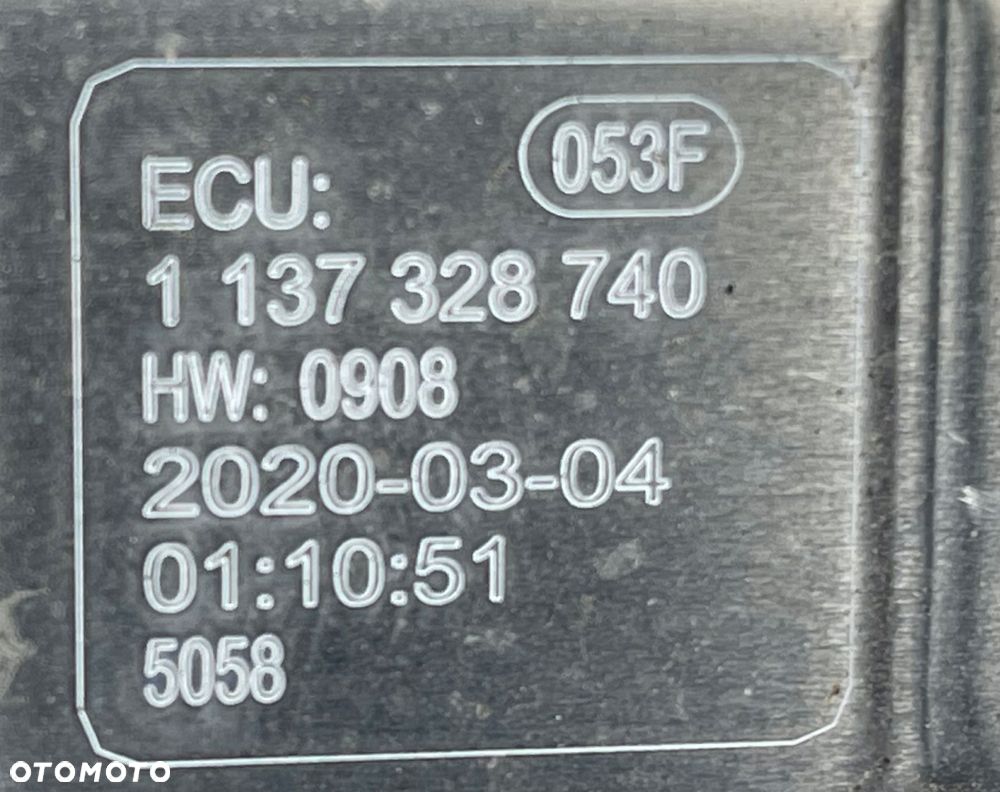 053F
ECU:
1 137 328 740
HW: 0908
2020-03-04
01:10:51
5058
OTOMOTO